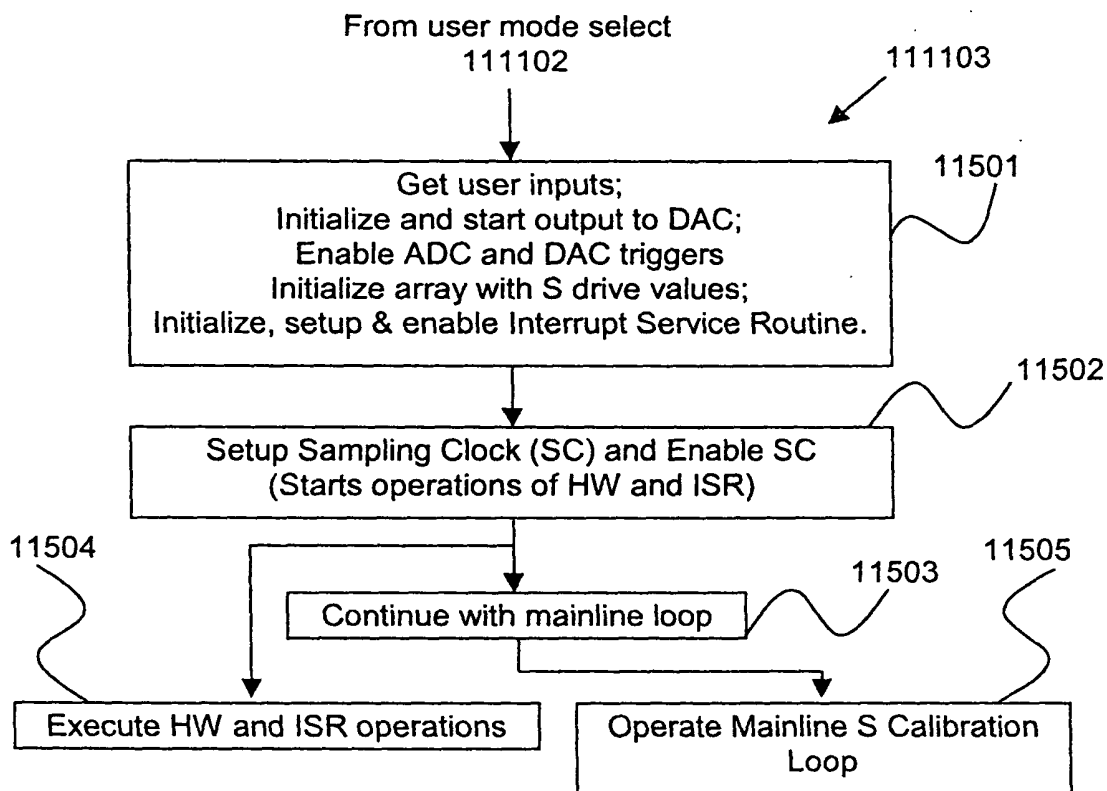 From user mode select
111102
111103
11501
Get user inputs;
Initialize and start output to DAC;
Enable ADC and DAC triggers
Initialize array with S drive values;
Initialize, setup & enable Interrupt Service Routine.
11502
Setup Sampling Clock (SC) and Enable SC
(Starts operations of HW and ISR)
11504
11503
11505
Continue with mainline loop
Execute HW and ISR operations
Operate Mainline S Calibration
Loop